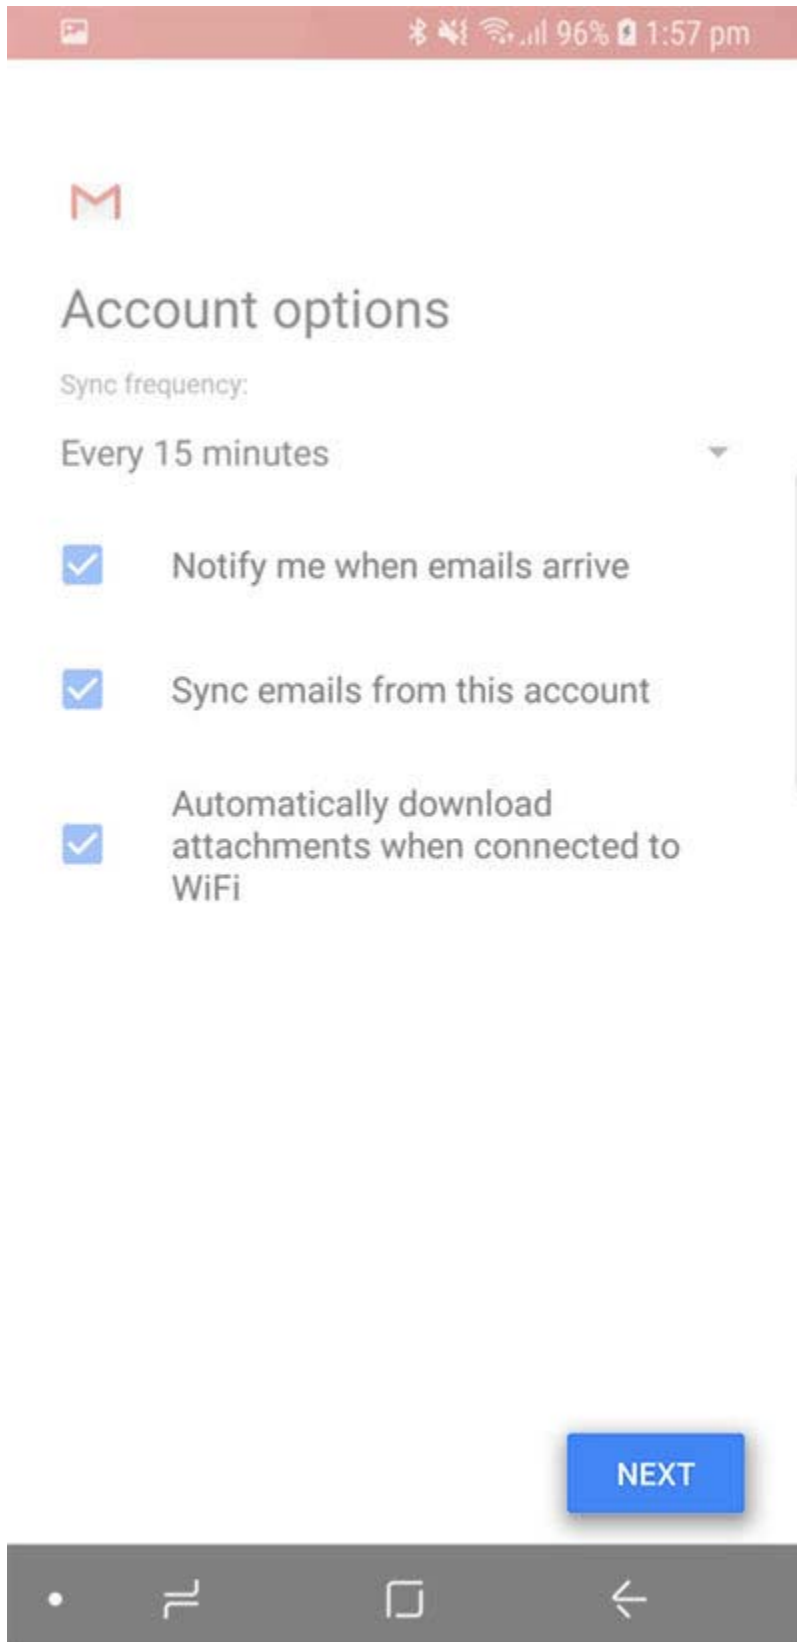 96% 1:57 pm
Account options
Sync frequency:
Every 15 minutes
Notify me when emails arrive
Sync emails from this account
Automatically download
attachments when connected to
WiFi
NEXT